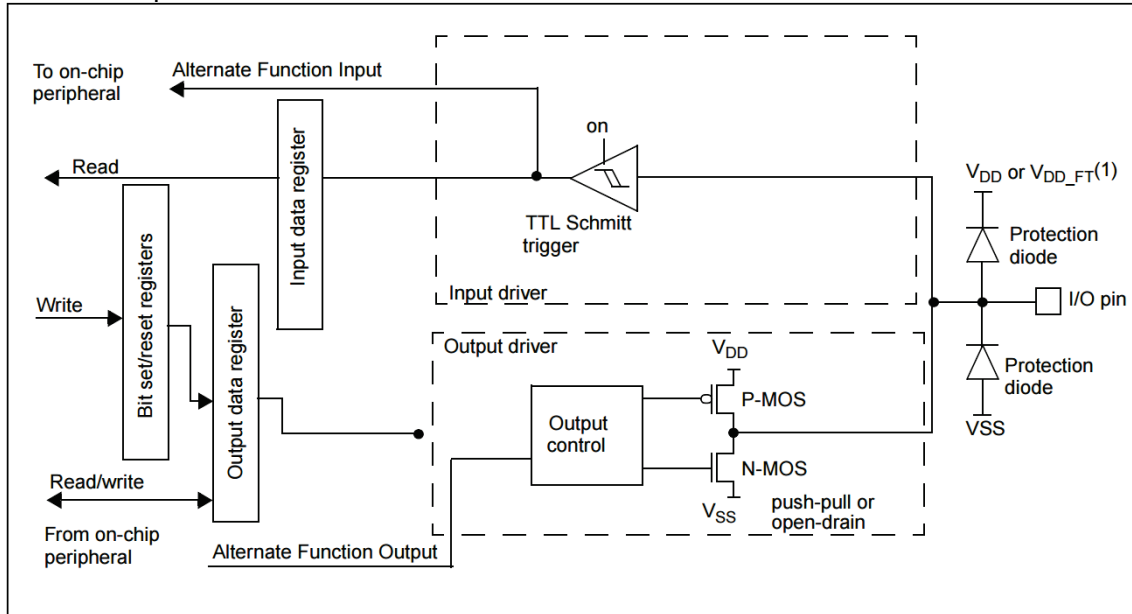 To on-chip
peripheral
Alternate Function Input
on
Read
Input data register
TTL Schmitt
trigger
VDD or VDD_FT(1)
Protection
diode
Bit set/reset registers
Write
Output data register
Input driver
I/O pin
Output driver
VDD
Protection
diode
P-MOS
Output
control
VSS
N-MOS
Read/write
VSS
push-pull or
open-drain
From on-chip
peripheral
Alternate Function Output